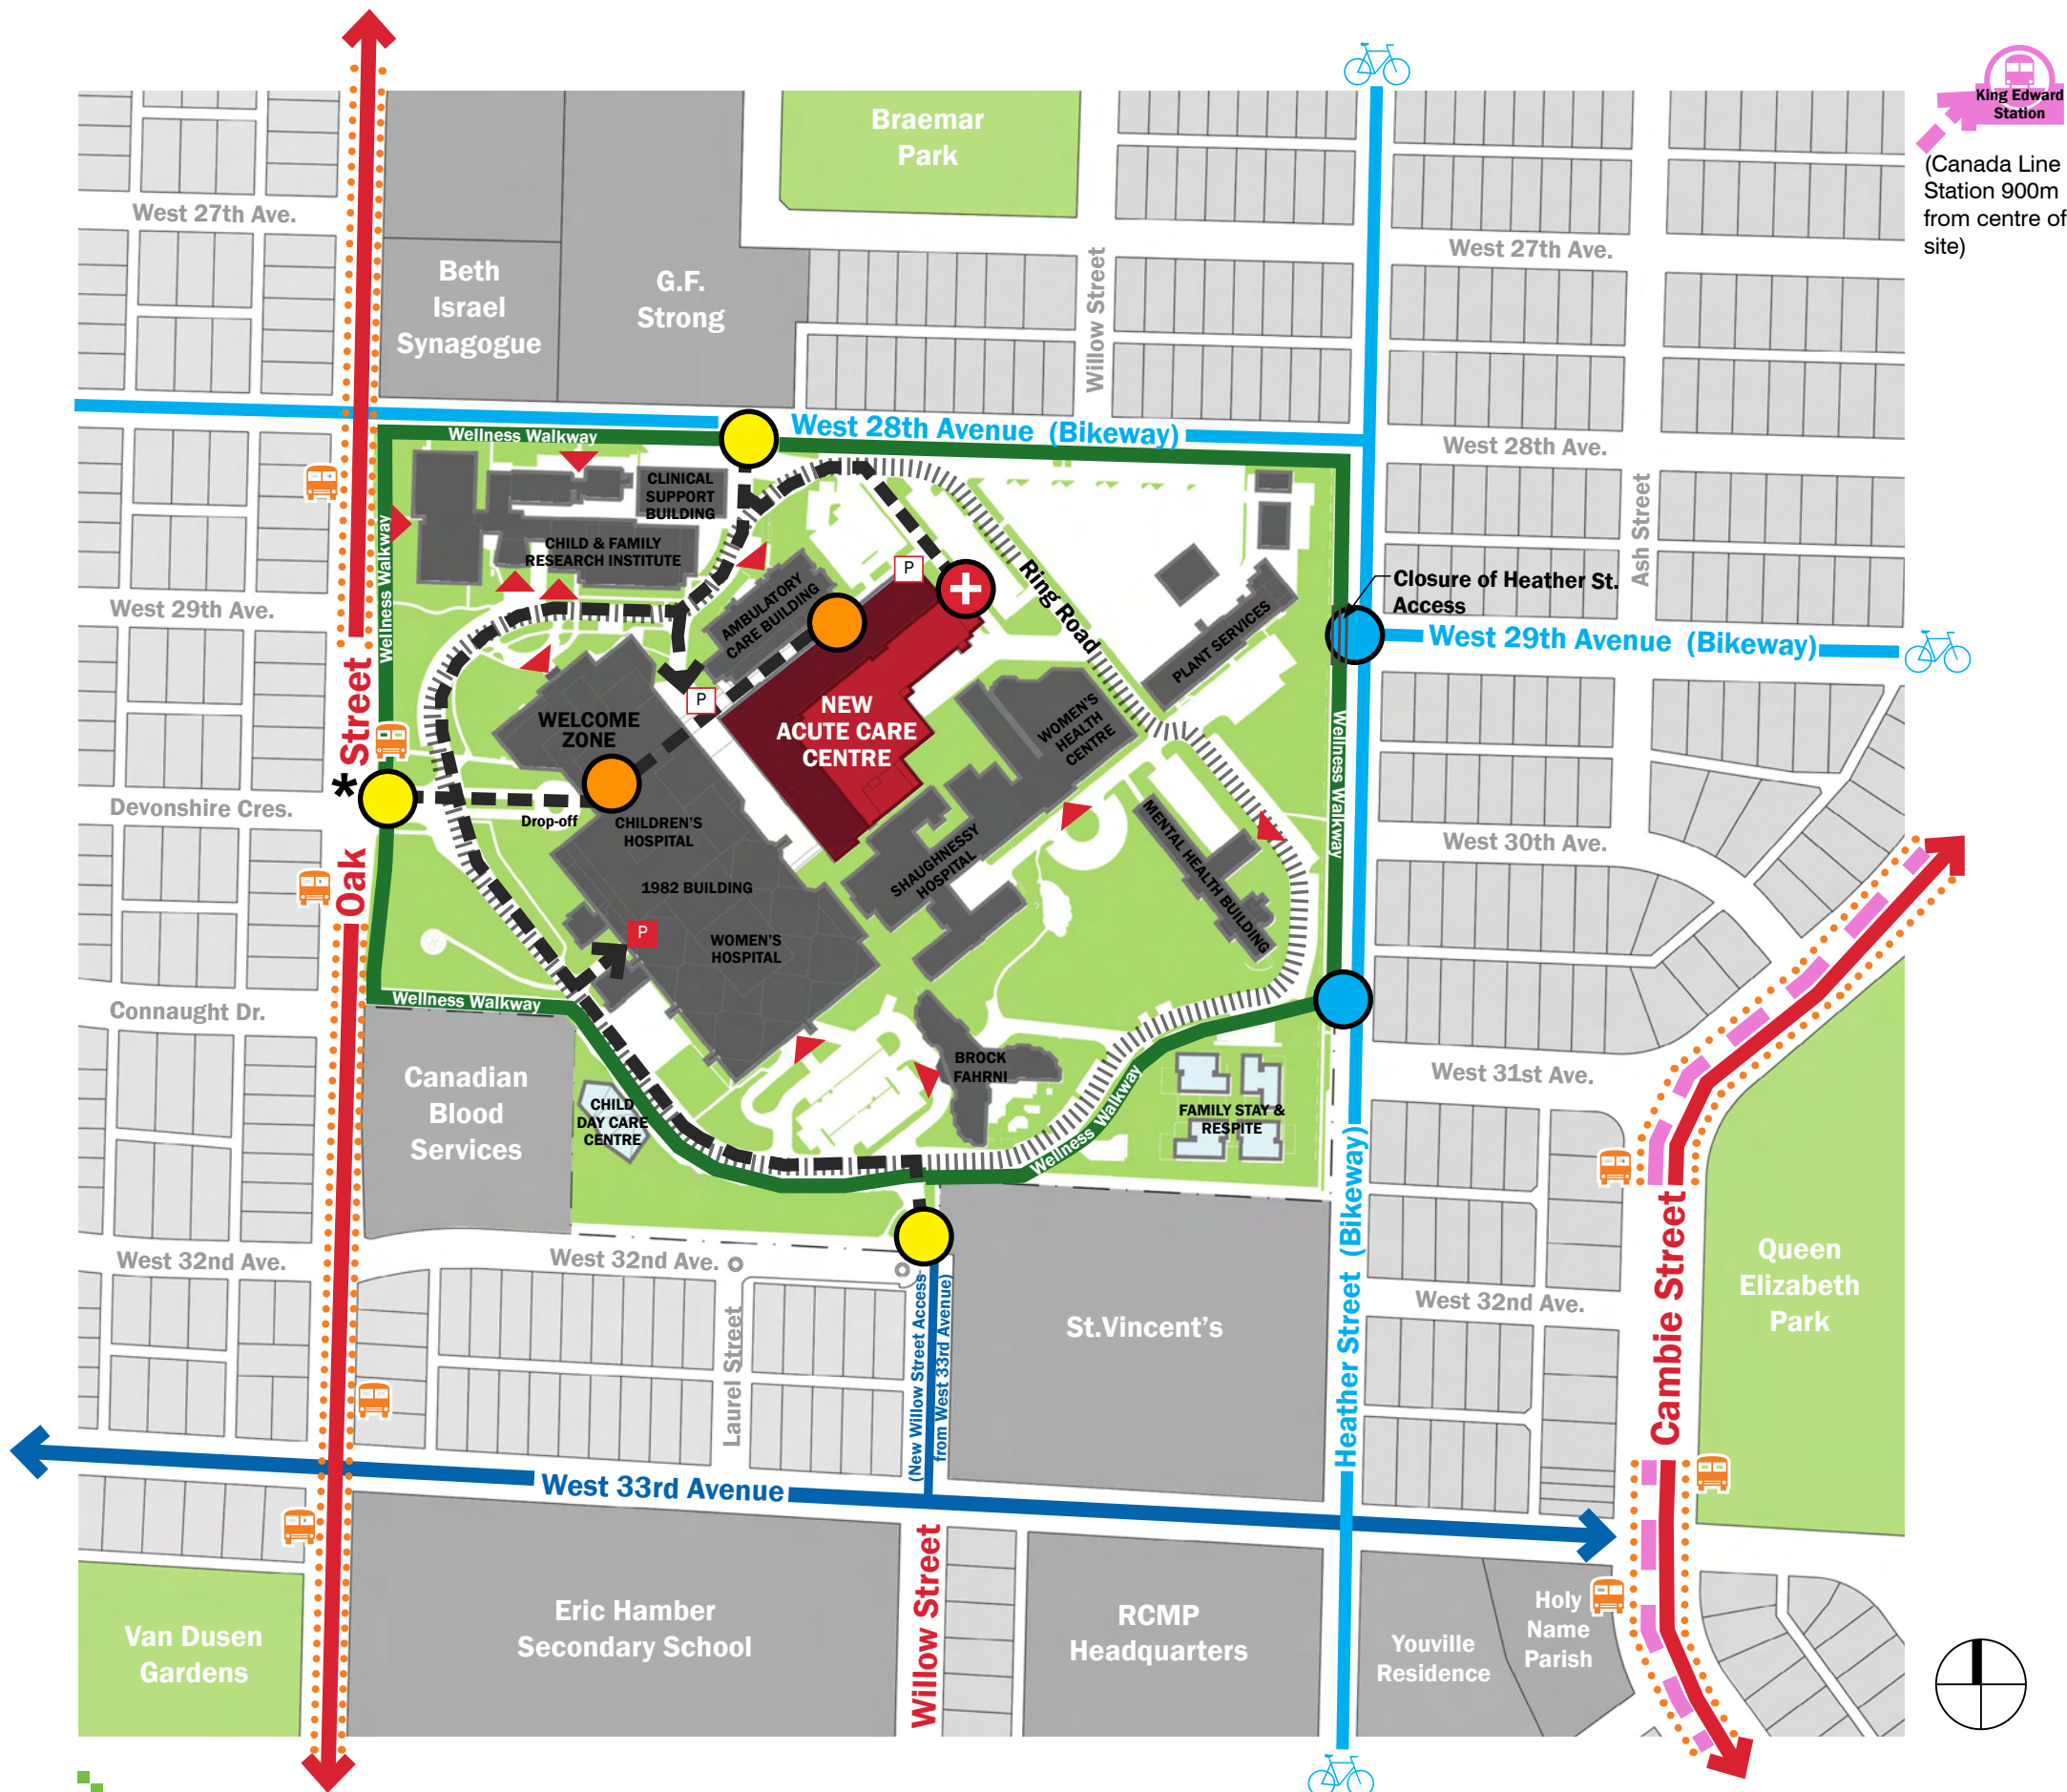 King Edward
Station
(Canada Line
Station 900m
from centre of
site)
Braemar
Park
West 27th Ave.
West 27th Ave.
Beth
Israel
Synagogue
G.F.
Strong
Willow Street
West 28th Avenue (Bikeway)
West 28th Ave.
Wellness Walkway
Wellness Walkway
CLINICAL
SUPPORT
BUILDING
CHILD & FAMILY
RESEARCH INSTITUTE
AMBULATORY
CARE BUILDING
P
+
Ring Road
PLANT SERVICES
Closure of Heather St.
Access
Ash Street
West 29th Ave.
West 29th Avenue (Bikeway)
P
NEW
ACUTE CARE
CENTRE
WELCOME
ZONE
WOMEN'S
HEALTH
CENTRE
Wellness Walkway
Oak Street
*
Devonshire Cres.
Drop-off
CHILDREN'S
HOSPITAL
1982 BUILDING
SHAUGHNESSY
HOSPITAL
MENTAL HEALTH BUILDING
West 30th Ave.
P
WOMEN'S
HOSPITAL
Connaught Dr.
Wellness Walkway
BROCK
FAHRNI
Canadian
Blood
Services
CHILD
DAY CARE
CENTRE
Wellness Walkway
FAMILY STAY &
RESPITE
West 31st Ave.
Heather Street (Bikeway)
Cambie Street
Queen
Elizabeth
Park
West 32nd Ave.
West 32nd Ave.
West 32nd Ave.
St.Vincent's
Laurel Street
(New Willow Street Access
from West 33rd Avenue)
West 33rd Avenue
Willow Street
Eric Hamber
Secondary School
RCMP
Headquarters
Youville
Residence
Holy
Name
Parish
Van Dusen
Gardens